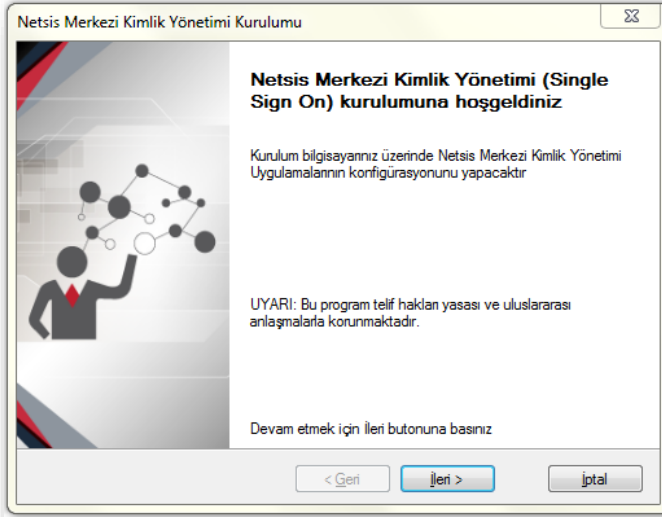 Netsis Merkezi Kimlik Yönetimi Kurulumu
Netsis Merkezi Kimlik Yönetimi (Single
Sign On) kurulumuna hoşgeldiniz
Kurulum bilgisayarınız üzerinde Netsis Merkezi Kimlik Yönetimi
Uygulamalarının konfigürasyonunu yapacaktır
UYARI: Bu program telif hakları yasası ve uluslararası
anlaşmalarla korunmaktadır.
Devam etmek için İleri butonuna basınız
< Geri
İleri >
İptal